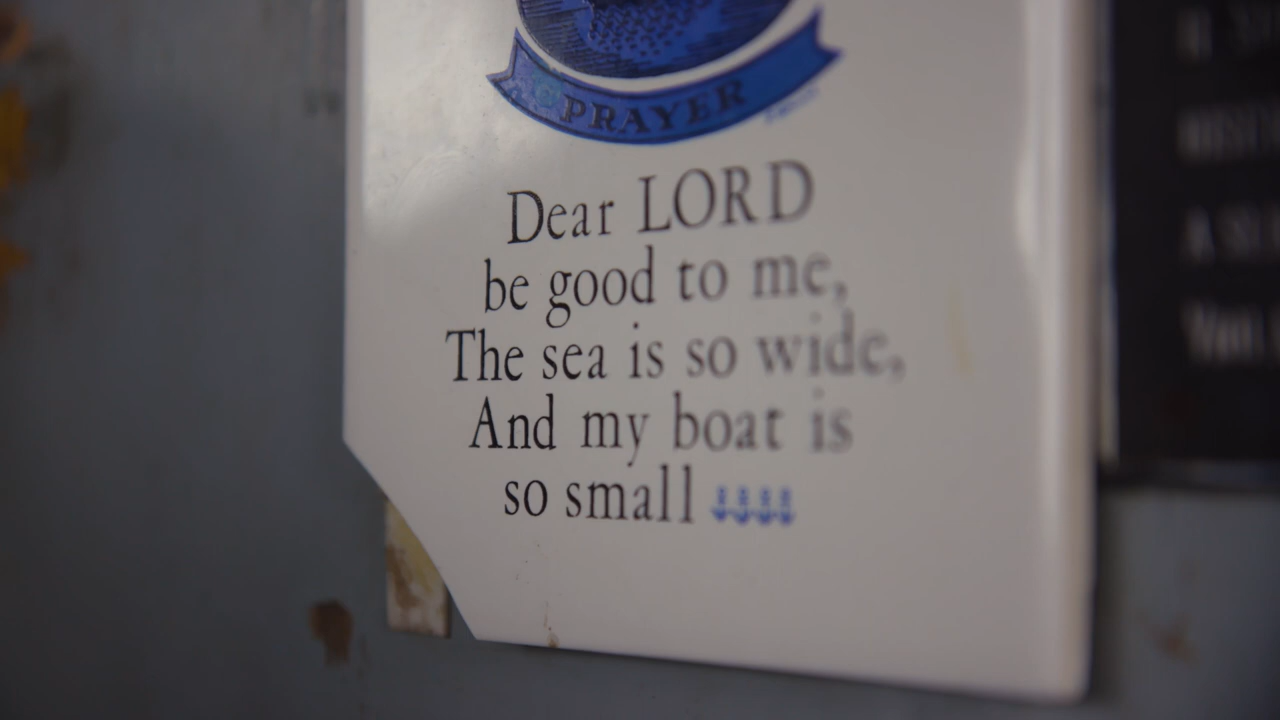 PRAYER
Dear LORD
be good to me,
The sea is so wide,
And my boat is
so small